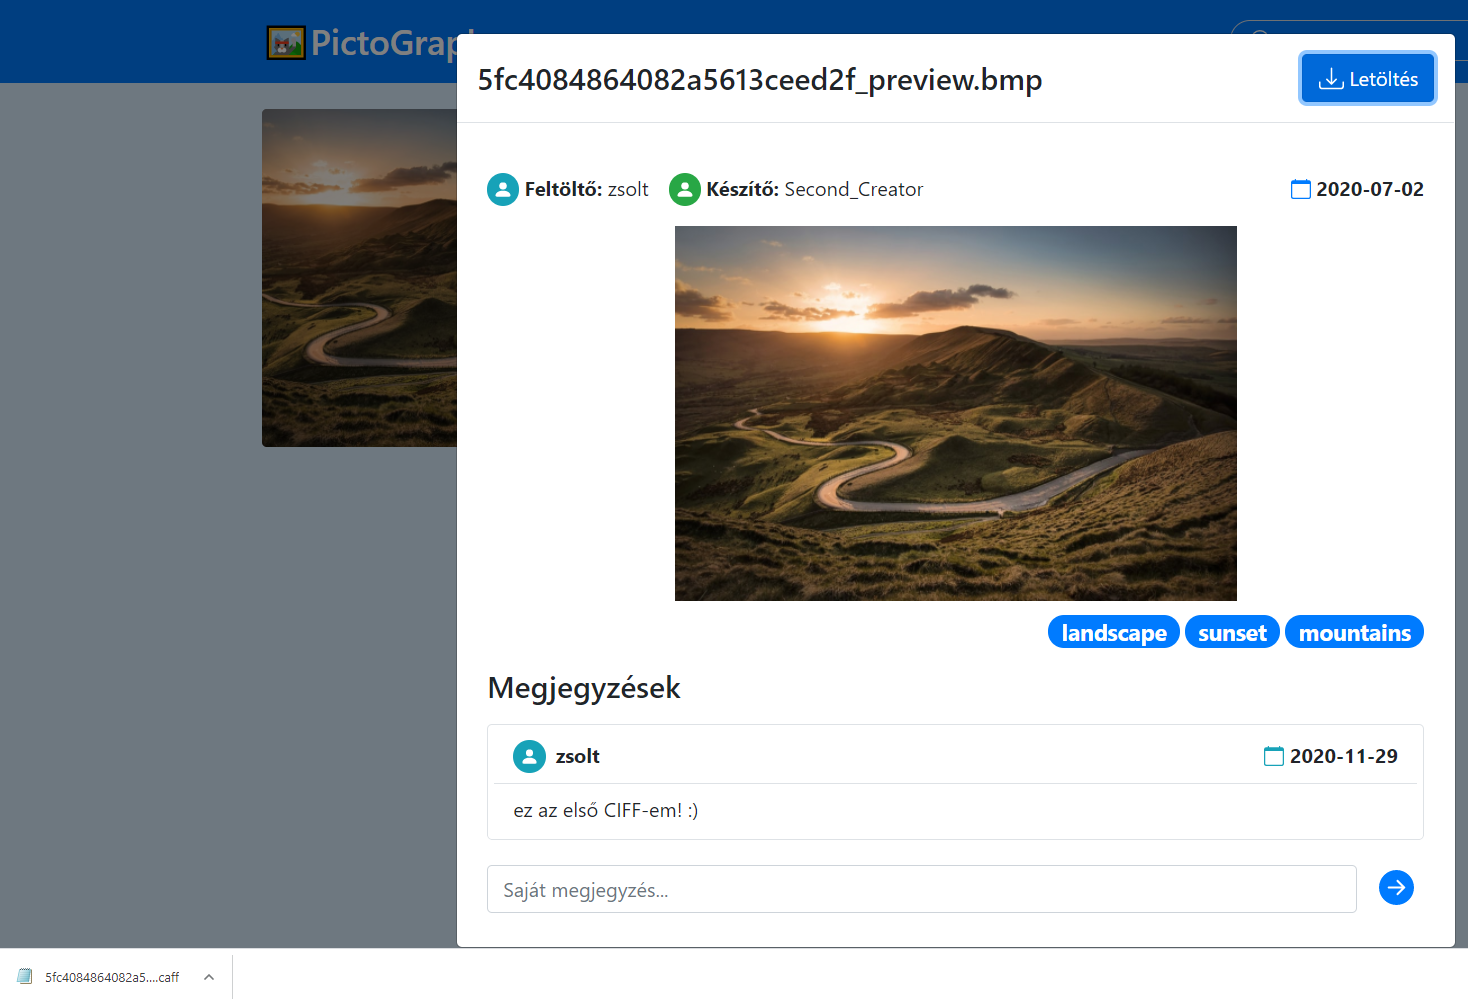 PictoGrap
5fc4084864082a5613ceed2f_preview.bmp
Letöltés
Feltöltő: zsolt Készítő: Second_Creator 2020-07-02
landscape sunset mountains
Megjegyzések
zsolt 2020-11-29
ez az első CIFF-em! :)
Saját megjegyzés...
5fc4084864082a5....caff